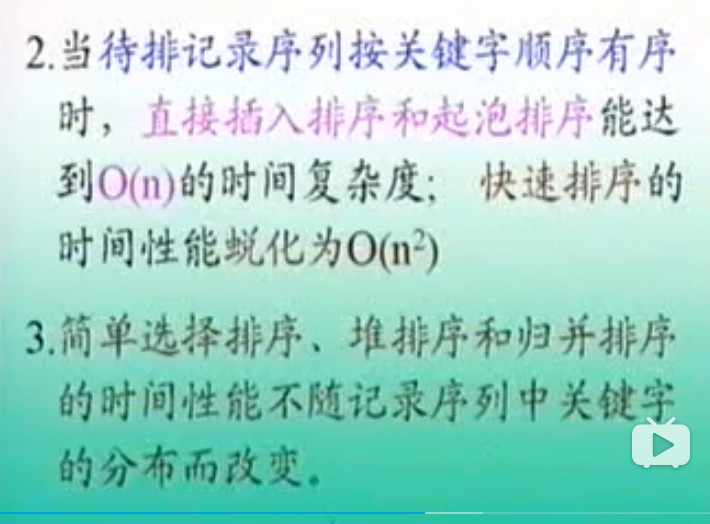 2.当待排记录序列按关键字顺序有序
时，直接插入排序和起泡排序能达
到O(n)的时间复杂度； 快速排序的
时间性能蜕化为O(n²)
3.简单选择排序、堆排序和归并排序
的时间性能不随记录序列中关键字
的分布而改变。